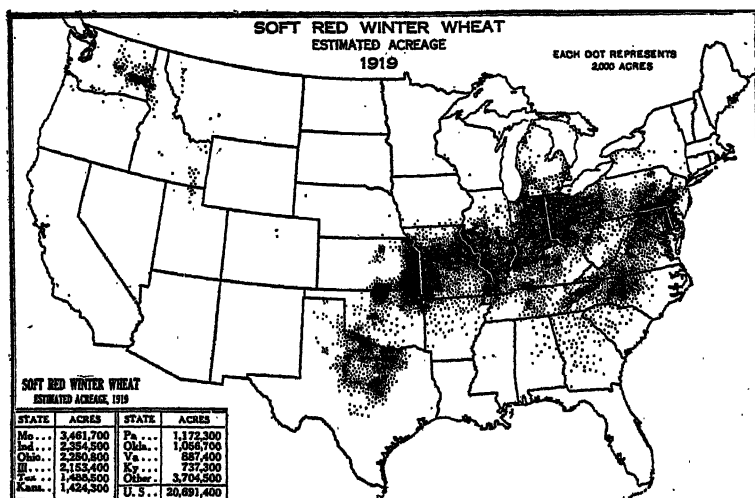 SOFT RED WINTER WHEAT
ESTIMATED ACREAGE
1919
EACH DOT REPRESENTS
2,000 ACRES
SOFT RED WINTER WHEAT
ESTIMATED ACREAGE, 1919
STATE ACRES STATE ACRES
Mo... 3,461,700 Pa... 1,172,300
Ind... 2,354,500 Okla.. 1,056,700
Ohio.. 2,250,800 Va... 887,400
Ill.... 2,153,400 Ky... 737,300
Tex... 1,488,500 Other. 3,704,500
Kans.. 1,424,300 U.S.. 20,691,400